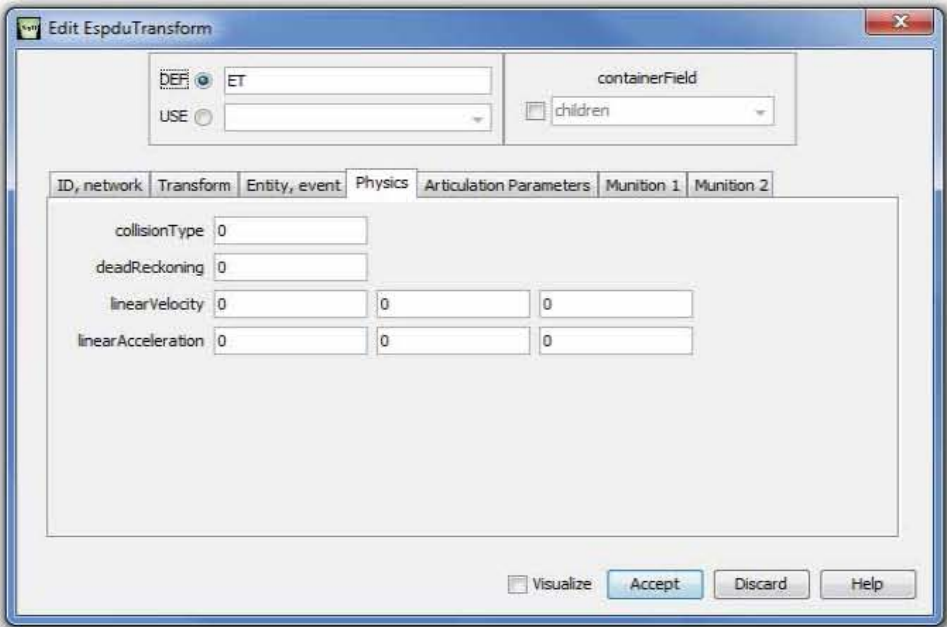 Edit EspduTransform
DEF ET
USE
containerField
children
ID, network Transform Entity, event Physics Articulation Parameters Munition 1 Munition 2
collisionType 0
deadReckoning 0
linearVelocity 0 0 0
linearAcceleration 0 0 0
Visualize Accept Discard Help